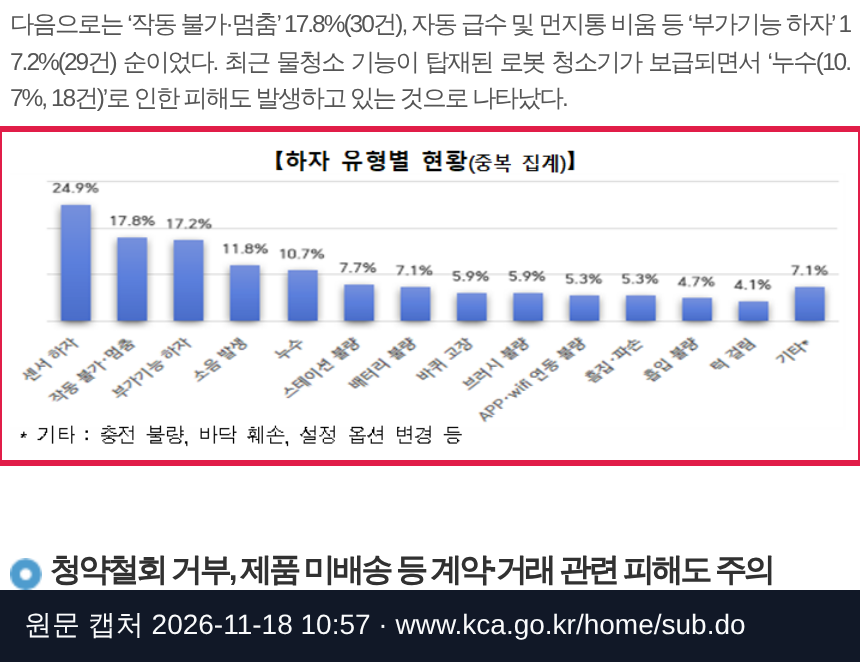 다음으로는 ‘작동 불가·멈춤’ 17.8%(30건), 자동 급수 및 먼지통 비움 등 ‘부가기능 하자’ 1
7.2%(29건) 순이었다. 최근 물청소 기능이 탑재된 로봇 청소기가 보급되면서 ‘누수(10.
7%, 18건)’로 인한 피해도 발생하고 있는 것으로 나타났다.
【하자 유형별 현황(중복 집계)】
24.9%
17.8%
17.2%
11.8%
10.7%
7.7%
7.1%
5.9%
5.9%
5.3%
5.3%
4.7%
4.1%
7.1%
센서 하자
작동 불가·멈춤
부가기능 하자
소음 발생
누수
스테이션 불량
배터리 불량
바퀴 고장
브러시 불량
APP·wifi 연동 불량
흠집·파손
흡입 불량
턱 걸림
기타*
* 기타 : 충전 불량, 바닥 훼손, 설정 옵션 변경 등
청약철회 거부, 제품 미배송 등 계약·거래 관련 피해도 주의
원문 캡처 2026-11-18 10:57 · www.kca.go.kr/home/sub.do